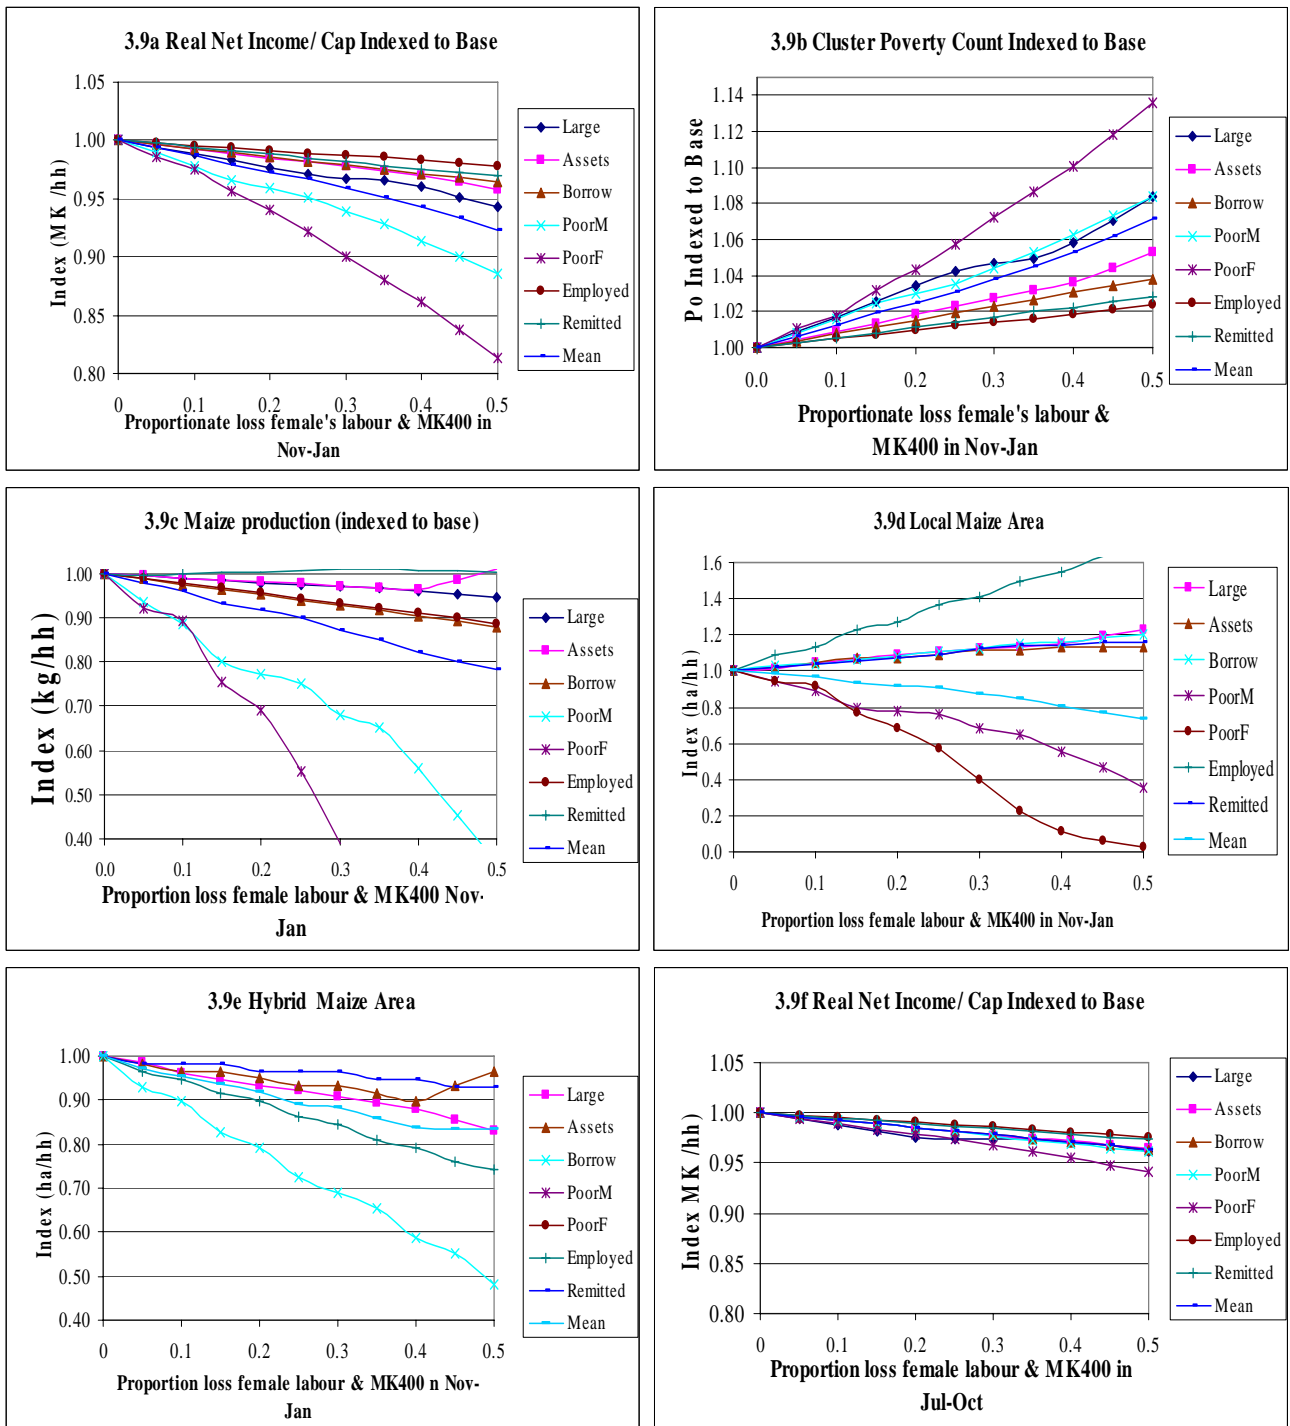 3.9a Real Net Income/ Cap Indexed to Base
Index (MK /hh)
1.05
1.00
0.95
0.90
0.85
0.80
0 0.1 0.2 0.3 0.4 0.5
Proportionate loss female's labour & MK400 in
Nov-Jan
Large
Assets
Borrow
PoorM
PoorF
Employed
Remitted
Mean
3.9b Cluster Poverty Count Indexed to Base
Po Indexed to Base
1.14
1.12
1.10
1.08
1.06
1.04
1.02
1.00
0.0 0.1 0.2 0.3 0.4 0.5
Proportionate loss female's labour &
MK400 in Nov-Jan
Large
Assets
Borrow
PoorM
PoorF
Employed
Remitted
Mean
3.9c Maize production (indexed to base)
Index (kg/hh)
1.00
0.90
0.80
0.70
0.60
0.50
0.40
0.0 0.1 0.2 0.3 0.4 0.5
Proportion loss female labour & MK400 Nov-
Jan
Large
Assets
Borrow
PoorM
PoorF
Employed
Remitted
Mean
3.9d Local Maize Area
Index (ha/hh)
1.6
1.4
1.2
1.0
0.8
0.6
0.4
0.2
0.0
0 0.1 0.2 0.3 0.4 0.5
Proportion loss female labour & MK400 in Nov-Jan
Large
Assets
Borrow
PoorM
PoorF
Employed
Remitted
Mean
3.9e Hybrid Maize Area
Index (ha/hh)
1.00
0.90
0.80
0.70
0.60
0.50
0.40
0 0.1 0.2 0.3 0.4 0.5
Proportion loss female labour & MK400 n Nov-
Jan
Large
Assets
Borrow
PoorM
PoorF
Employed
Remitted
Mean
3.9f Real Net Income/ Cap Indexed to Base
Index MK /hh)
1.05
1.00
0.95
0.90
0.85
0.80
0 0.1 0.2 0.3 0.4 0.5
Proportion loss female labour & MK400 in
Jul-Oct
Large
Assets
Borrow
PoorM
PoorF
Employed
Remitted
Mean